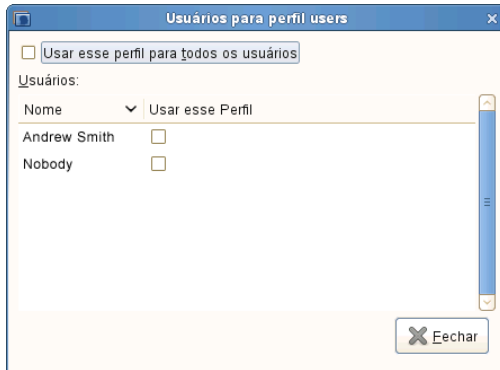 Usuários para perfil users
Usar esse perfil para todos os usuários
Usuários:
Nome Usar esse Perfil
Andrew Smith
Nobody
Fechar